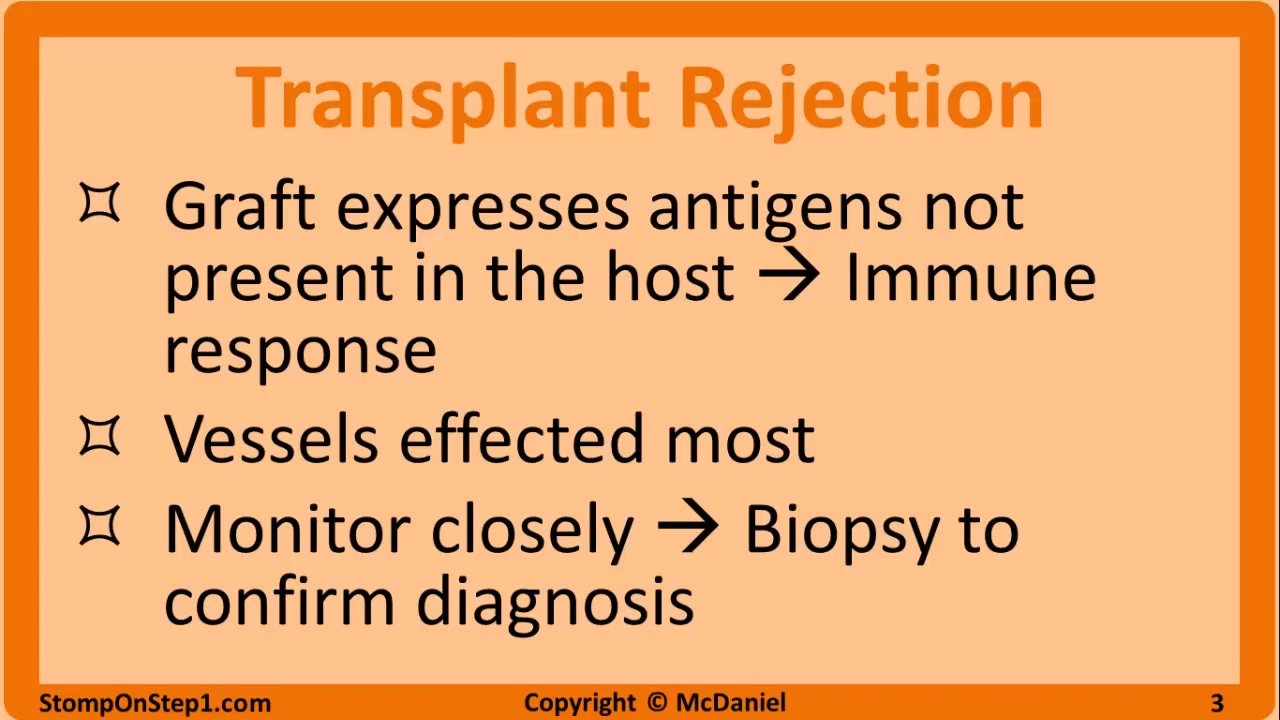 Transplant Rejection
Graft expresses antigens not
present in the host → Immune
response
Vessels effected most
Monitor closely → Biopsy to
confirm diagnosis
StompOnStep1.com
Copyright © McDaniel
3